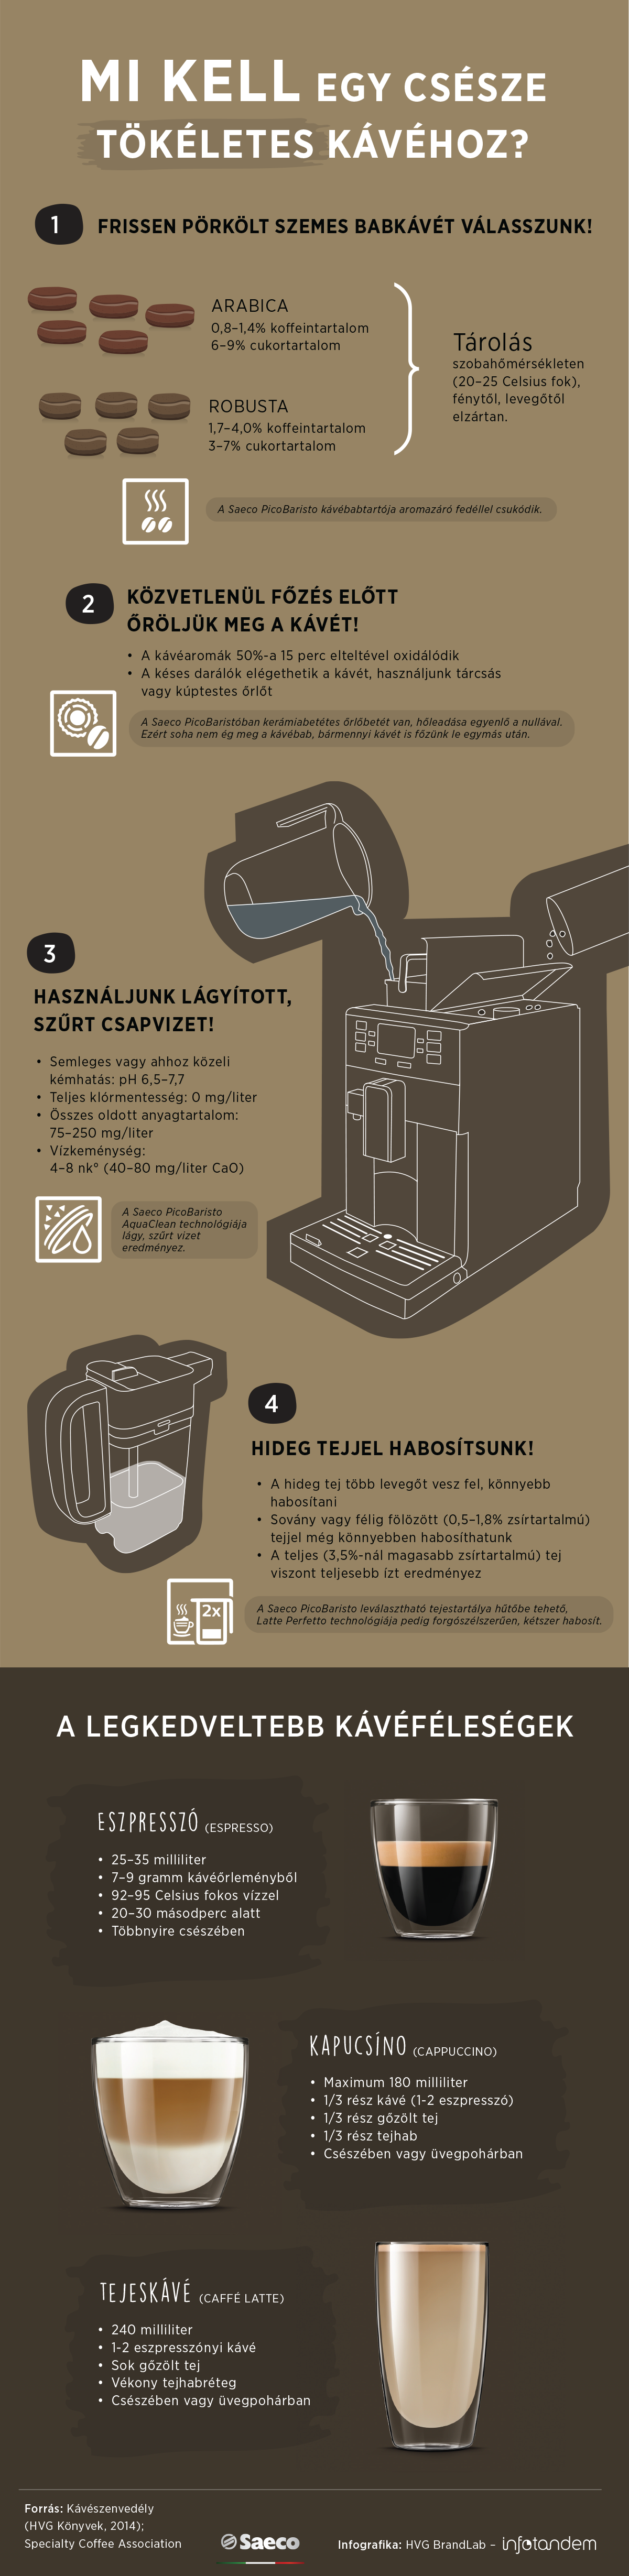 MI KELL EGY CSÉSZE
TÖKÉLETES KÁVÉHOZ?
1
FRISSEN PÖRKÖLT SZEMES BABKÁVÉT VÁLASSZUNK!
ARABICA
0,8–1,4% koffeintartalom
6–9% cukortartalom
ROBUSTA
1,7–4,0% koffeintartalom
3–7% cukortartalom
Tárolás
szobahőmérsékleten
(20–25 Celsius fok),
fénytől, levegőtől
elzártan.
A Saeco PicoBaristo kávébabtartója aromazáró fedéllel csukódik.
2
KÖZVETLENÜL FŐZÉS ELŐTT
ŐRÖLJÜK MEG A KÁVÉT!
• A kávéaromák 50%-a 15 perc elteltével oxidálódik
• A késes darálók elégethetik a kávét, használjunk tárcsás
vagy kúptestes őrlőt
A Saeco PicoBaristóban kerámiabetétes őrlőbetét van, hőleadása egyenlő a nullával.
Ezért soha nem ég meg a kávébab, bármennyi kávét is főzünk le egymás után.
3
HASZNÁLJUNK LÁGYÍTOTT,
SZŰRT CSAPVIZET!
• Semleges vagy ahhoz közeli
kémhatás: pH 6,5–7,7
• Teljes klórmentesség: 0 mg/liter
• Összes oldott anyagtartalom:
75–250 mg/liter
• Vízkeménység:
4–8 nk° (40–80 mg/liter CaO)
A Saeco PicoBaristo
AquaClean technológiája
lágy, szűrt vizet
eredményez.
4
HIDEG TEJJEL HABOSÍTSUNK!
• A hideg tej több levegőt vesz fel, könnyebb
habosítani
• Sovány vagy félig fölözött (0,5–1,8% zsírtartalmú)
tejjel még könnyebben habosíthatunk
• A teljes (3,5%-nál magasabb zsírtartalmú) tej
viszont teljesebb ízt eredményez
2x
A Saeco PicoBaristo leválasztható tejestartálya hűtőbe tehető,
Latte Perfetto technológiája pedig forgószélszerűen, kétszer habosít.
A LEGKEDVELTEBB KÁVÉFÉLESÉGEK
ESZPRESSZÓ (ESPRESSO)
• 25–35 milliliter
• 7–9 gramm kávéőrleményből
• 92–95 Celsius fokos vízzel
• 20–30 másodperc alatt
• Többnyire csészében
KAPUCSÍNO (CAPPUCCINO)
• Maximum 180 milliliter
• 1/3 rész kávé (1-2 eszpresszó)
• 1/3 rész gőzölt tej
• 1/3 rész tejhab
• Csészében vagy üvegpohárban
TEJESKÁVÉ (CAFFÉ LATTE)
• 240 milliliter
• 1-2 eszpresszónyi kávé
• Sok gőzölt tej
• Vékony tejhabréteg
• Csészében vagy üvegpohárban
Forrás: Kávészenvedély
(HVG Könyvek, 2014);
Specialty Coffee Association
Saeco
Infografika: HVG BrandLab – infotandem